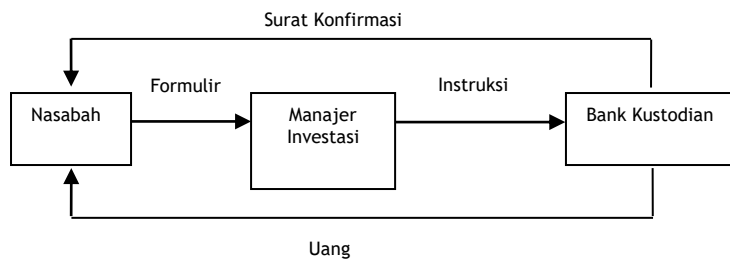 Surat Konfirmasi
Formulir
Instruksi
Nasabah
Manajer
Investasi
Bank Kustodian
Uang